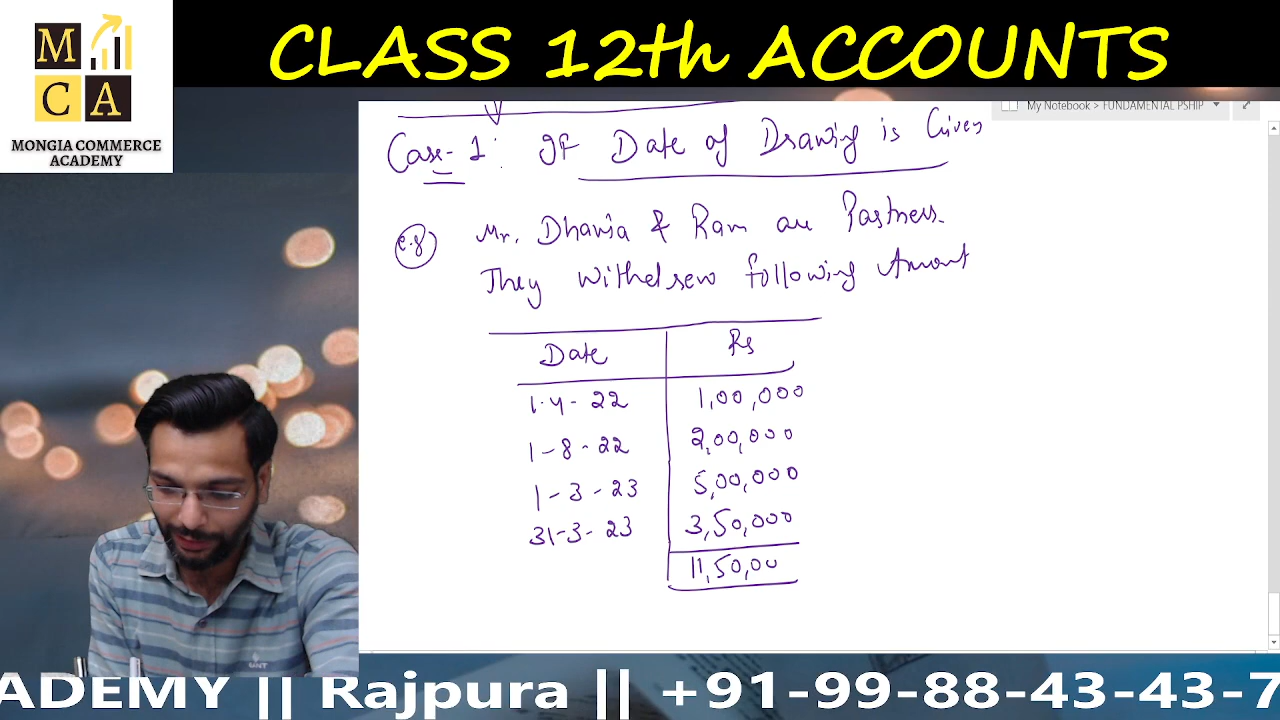 M
C A
MONGIA COMMERCE
ACADEMY
CLASS 12th ACCOUNTS
My Notebook > FUNDAMENTAL PSHIP
Case-1: If Date of Drawing is Given
e.g Mr. Dhania & Ram are Partners.
They withdrew following Amount
Date Rs
1.4-22 1,00,000
1-8-22 2,00,000
1-3-23 5,00,000
31-3-23 3,50,000
11,50,00
ADEMY || Rajpura || +91-99-88-43-43-7